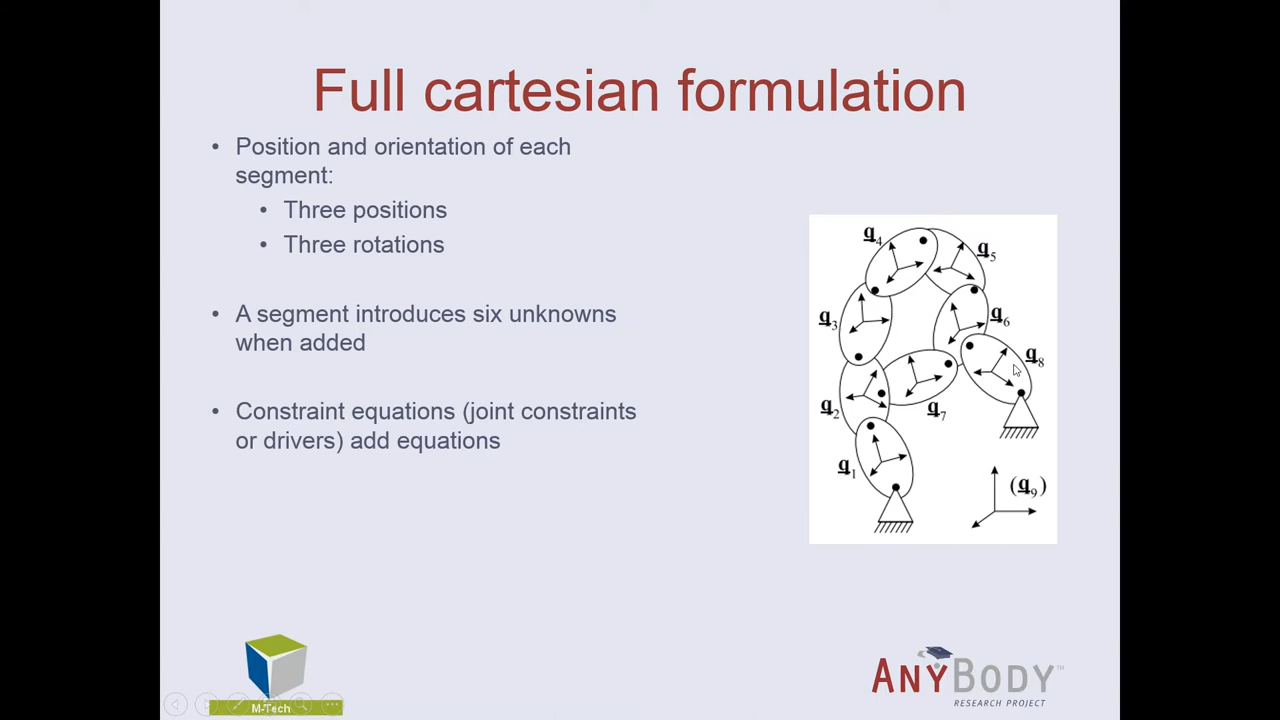 Full cartesian formulation
• Position and orientation of each
segment:
• Three positions
• Three rotations
• A segment introduces six unknowns
when added
• Constraint equations (joint constraints
or drivers) add equations
q4
q5
q3
q6
q8
q2
q7
q1
(q9)
M-Tech
ANYBODY™
RESEARCH PROJECT